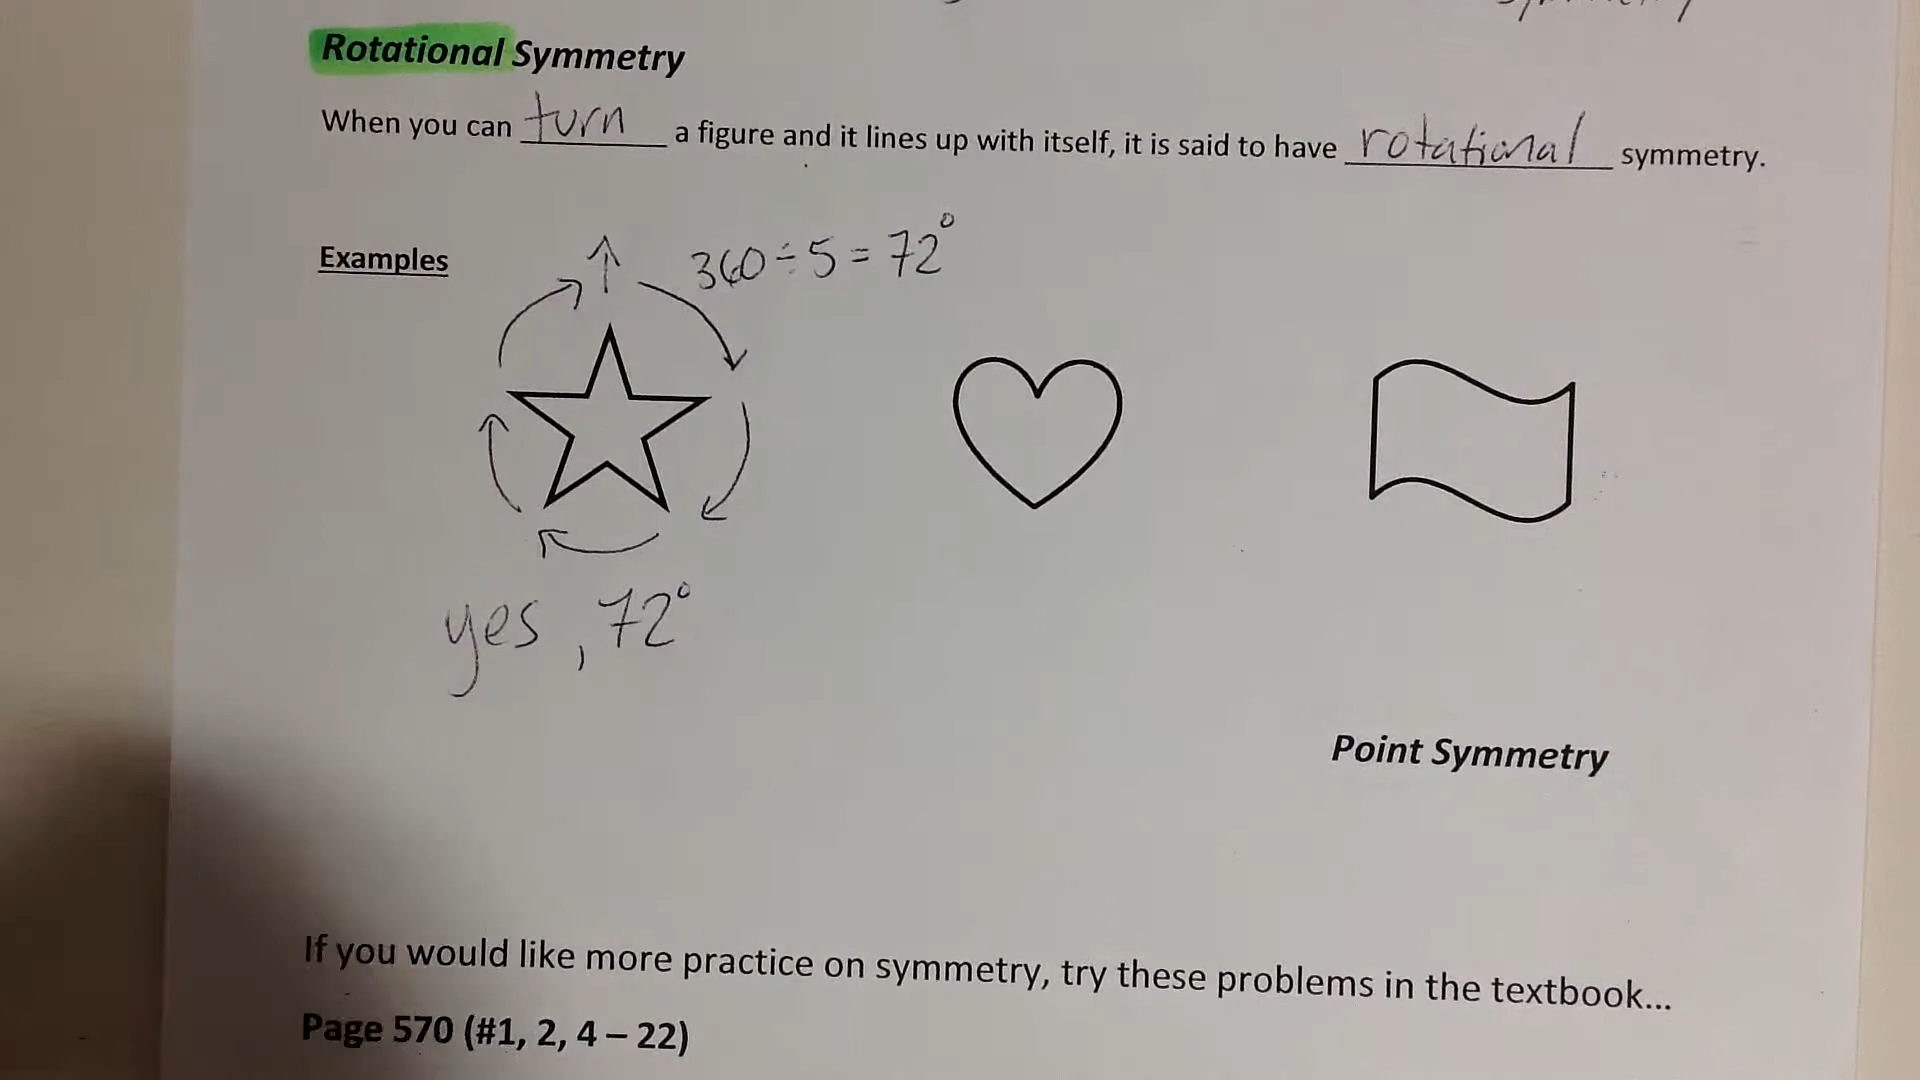 Rotational Symmetry
When you can turn a figure and it lines up with itself, it is said to have rotational symmetry.
Examples
360 ÷ 5 = 72°
yes, 72°
Point Symmetry
If you would like more practice on symmetry, try these problems in the textbook...
Page 570 (#1, 2, 4 – 22)